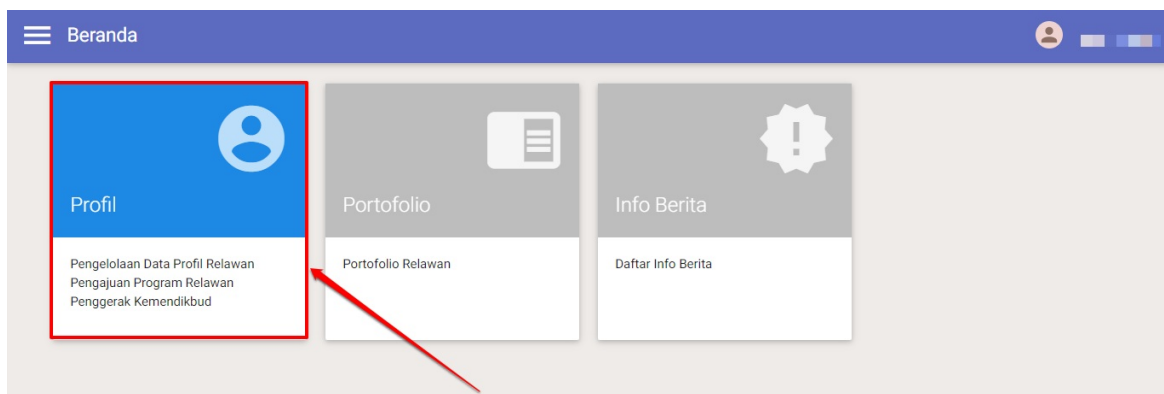 Beranda
Profil
Pengelolaan Data Profil Relawan
Pengajuan Program Relawan
Penggerak Kemendikbud
Portofolio
Portofolio Relawan
Info Berita
Daftar Info Berita